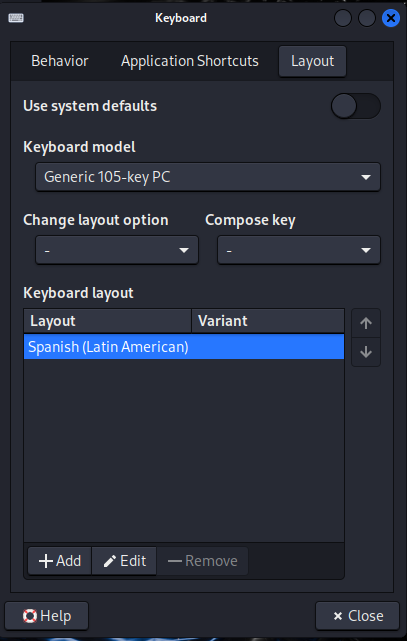 Keyboard
Behavior Application Shortcuts Layout
Use system defaults
Keyboard model
Generic 105-key PC
Change layout option Compose key
- -
Keyboard layout
Layout Variant
Spanish (Latin American)
Add Edit Remove
Help Close